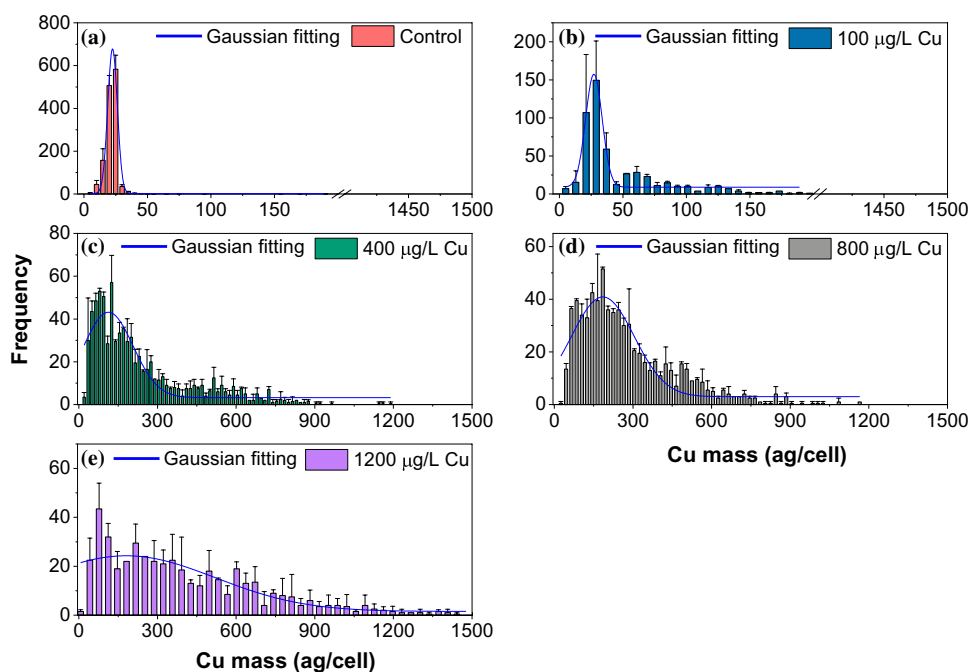 (a) Gaussian fitting Control
800
600
400
200
0
0 50 100 150 1450 1500
(b) Gaussian fitting 100 µg/L Cu
200
150
100
50
0
0 50 100 150 1450 1500
(c) Gaussian fitting 400 µg/L Cu
80
60
40
20
0
0 300 600 900 1200 1500
(d) Gaussian fitting 800 µg/L Cu
60
40
20
0
0 300 600 900 1200 1500
Cu mass (ag/cell)
Frequency
(e) Gaussian fitting 1200 µg/L Cu
60
40
20
0
0 300 600 900 1200 1500
Cu mass (ag/cell)